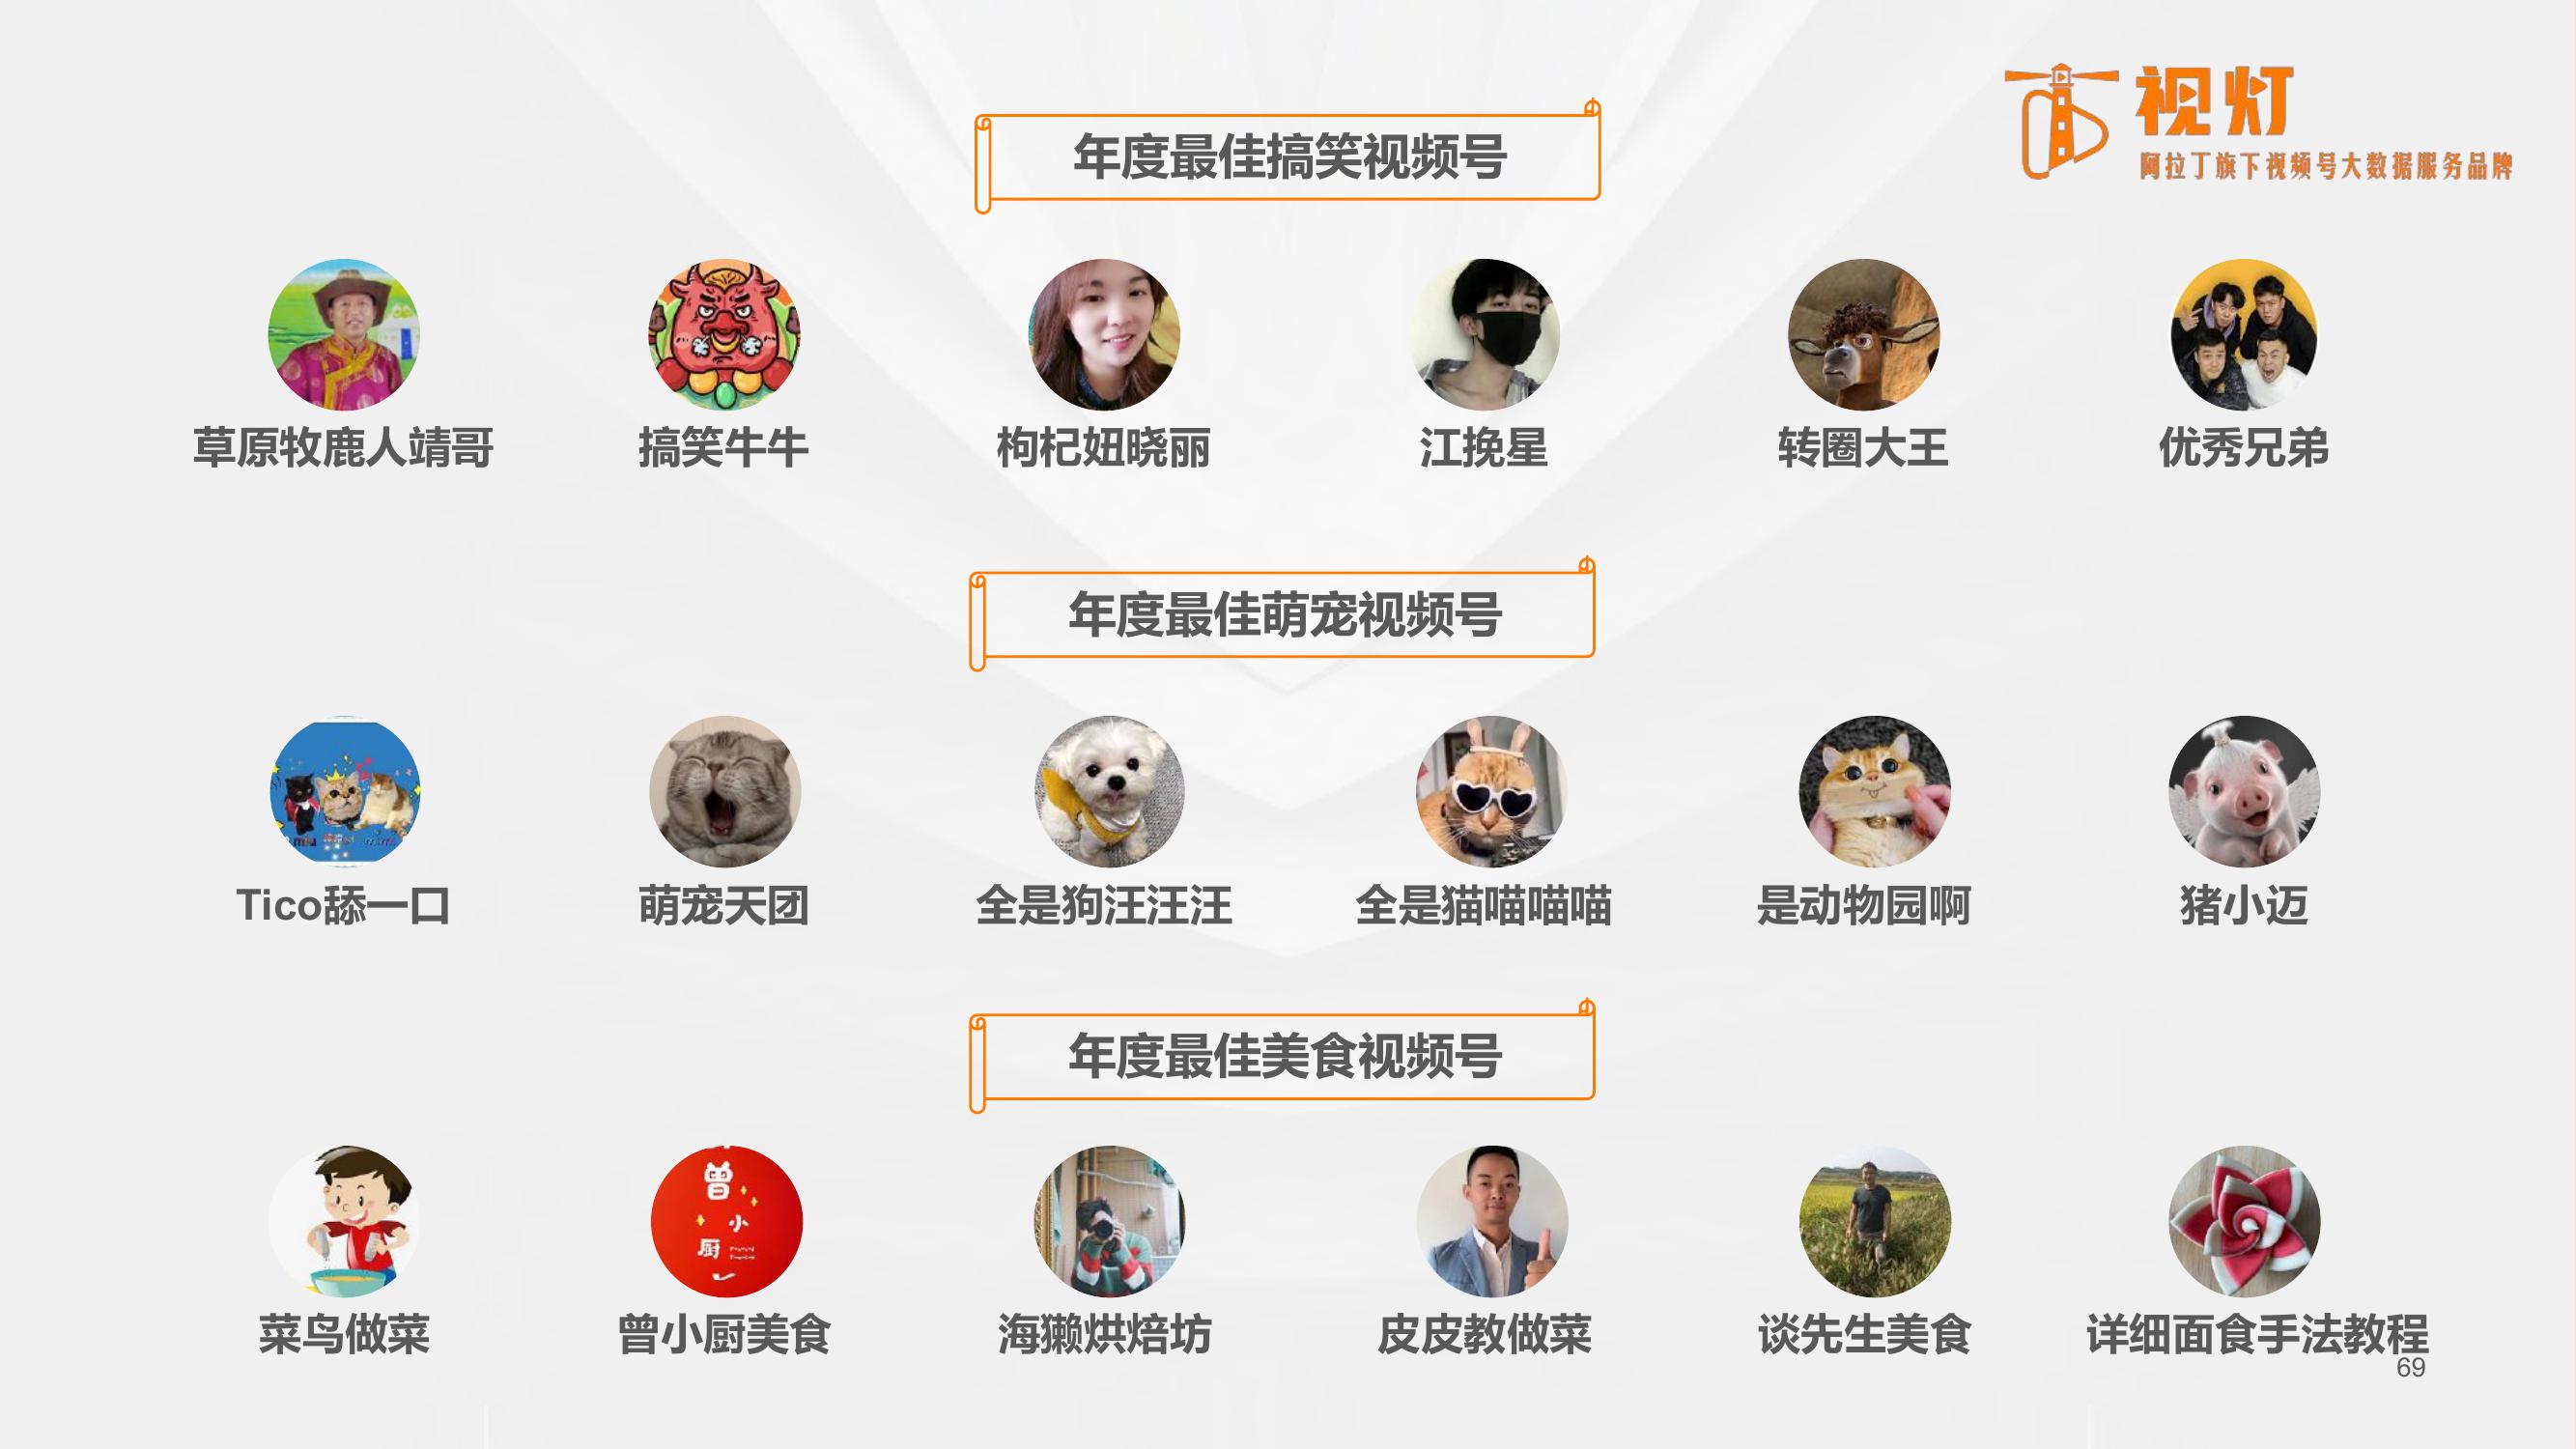 视灯
阿拉丁旗下视频号大数据服务品牌
年度最佳搞笑视频号
草原牧鹿人靖哥
搞笑牛牛
枸杞妞晓丽
江挽星
转圈大王
优秀兄弟
年度最佳萌宠视频号
Tico舔一口
萌宠天团
全是狗汪汪汪
全是猫喵喵喵
是动物园啊
猪小迈
年度最佳美食视频号
曾
小
厨
菜鸟做菜
曾小厨美食
海獭烘焙坊
皮皮教做菜
谈先生美食
详细面食手法教程
69